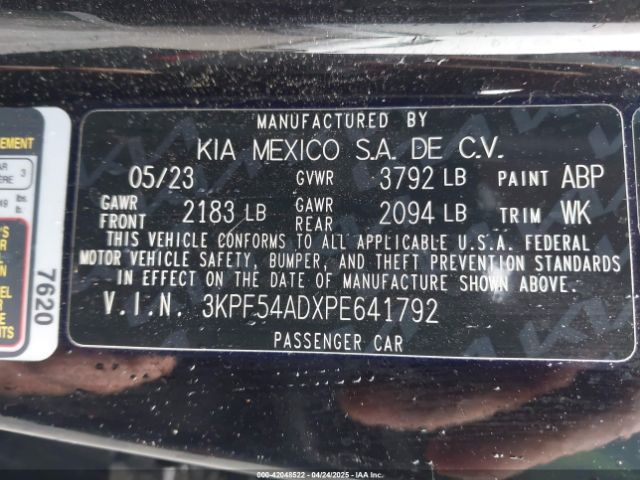 MANUFACTURED BY
KIA MEXICO S.A. DE C.V.
05/23 GVWR 3792 LB PAINT ABP
GAWR FRONT 2183 LB GAWR REAR 2094 LB TRIM WK
THIS VEHICLE CONFORMS TO ALL APPLICABLE U.S.A. FEDERAL
MOTOR VEHICLE SAFETY, BUMPER, AND THEFT PREVENTION STANDARDS
IN EFFECT ON THE DATE OF MANUFACTURE SHOWN ABOVE.
V.I.N. 3KPF54ADXPE641792
PASSENGER CAR
7620
000-42048522 - 04/24/2025 - IAA Inc.